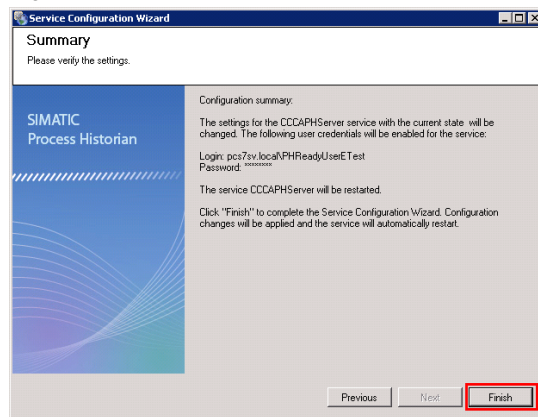 Service Configuration Wizard
Summary
Please verify the settings.
SIMATIC
Process Historian
Configuration summary:
The settings for the CCCAPHServer service with the current state  will be
changed. The following user credentials will be enabled for the service:
Login: pcs7sv.local\PHReadyUserETest
Password: ********
The service CCCAPHServer will be restarted.
Click "Finish" to complete the Service Configuration Wizard. Configuration
changes will be applied and the service will automatically restart.
Previous
Next
Finish